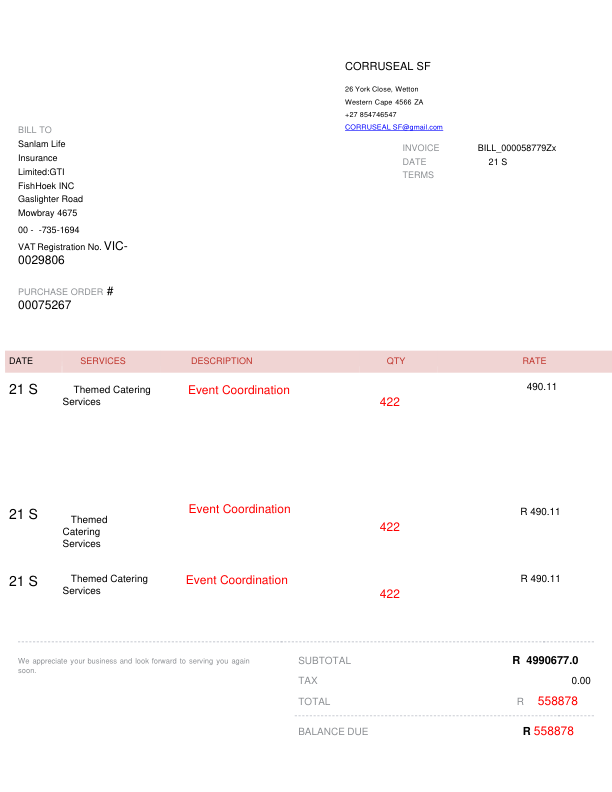 CORRUSEAL SF
26 York Close, Wetton
Western Cape 4566 ZA
+27 854746547
CORRUSEAL SF@gmail.com
BILL TO
Sanlam Life
Insurance
Limited:GTI
FishHoek INC
Gaslighter Road
Mowbray 4675
00 - -735-1694
VAT Registration No. VIC-
0029806
INVOICE BILL_000058779Zx
DATE 21 S
TERMS
PURCHASE ORDER #
00075267
DATE SERVICES DESCRIPTION QTY RATE
21 S Themed Catering Event Coordination 490.11
Services 422
21 S Themed Event Coordination R 490.11
Catering 422
Services
21 S Themed Catering Event Coordination R 490.11
Services 422
We appreciate your business and look forward to serving you again
soon.
SUBTOTAL R 4990677.0
TAX 0.00
TOTAL R 558878
BALANCE DUE R 558878